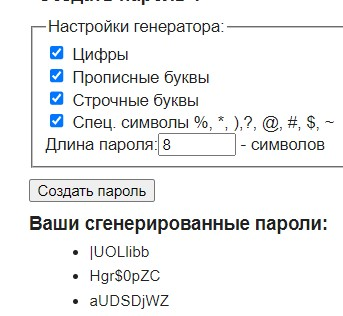 Настройки генератора:
Цифры
Прописные буквы
Строчные буквы
Спец. символы %, *, ),?, @, #, $, ~
Длина пароля: 8 - символов
Создать пароль
Ваши сгенерированные пароли:
|UOLlibb
Hgr$0pZC
aUDSDjWZ